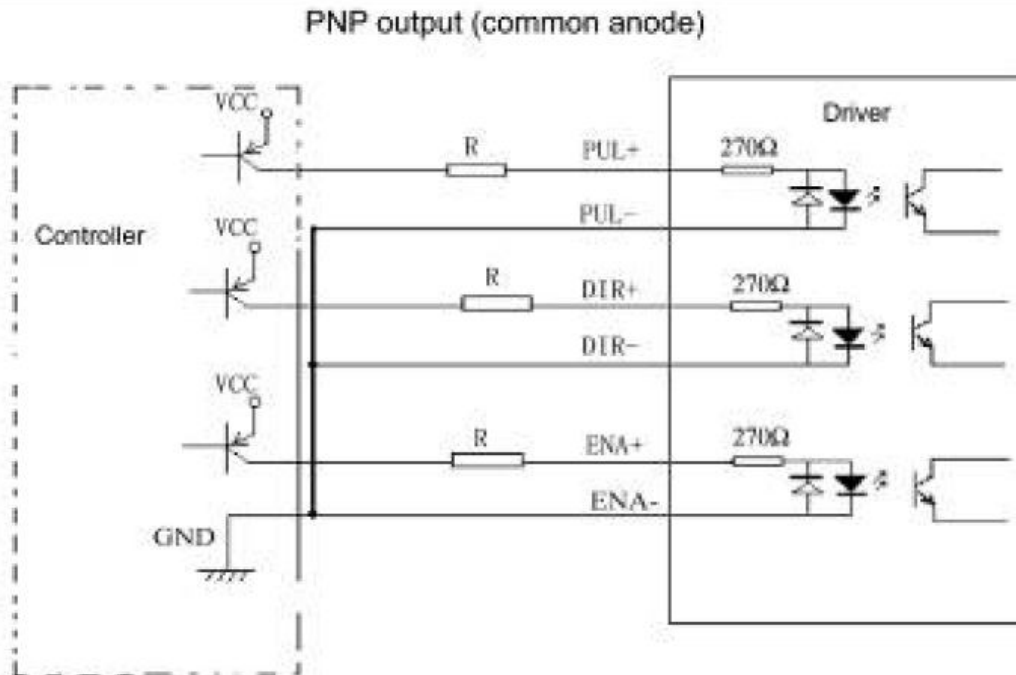 PNP output (common anode)
Driver
VCC
R
PUL+
270Ω
PUL-
Controller
VCC
R
DIR+
270Ω
DIR-
VCC
R
ENA+
270Ω
ENA-
GND